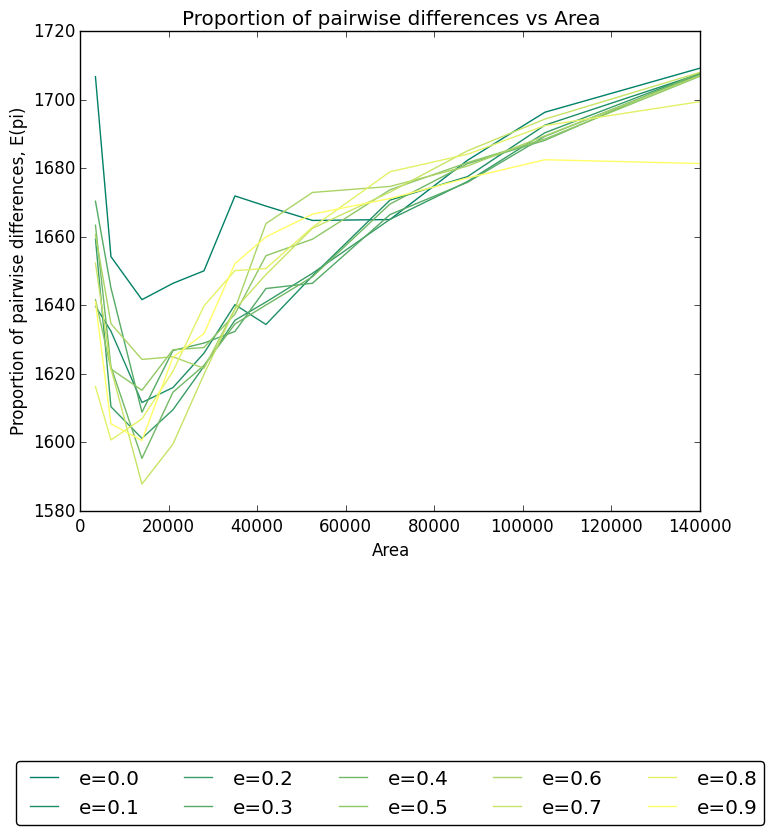 Proportion of pairwise differences vs Area
1720
1700
1680
1660
1640
1620
1600
1580
Proportion of pairwise differences, E(pi)
0 20000 40000 60000 80000 100000 120000 140000
Area
e=0.0 e=0.2 e=0.4 e=0.6 e=0.8
e=0.1 e=0.3 e=0.5 e=0.7 e=0.9